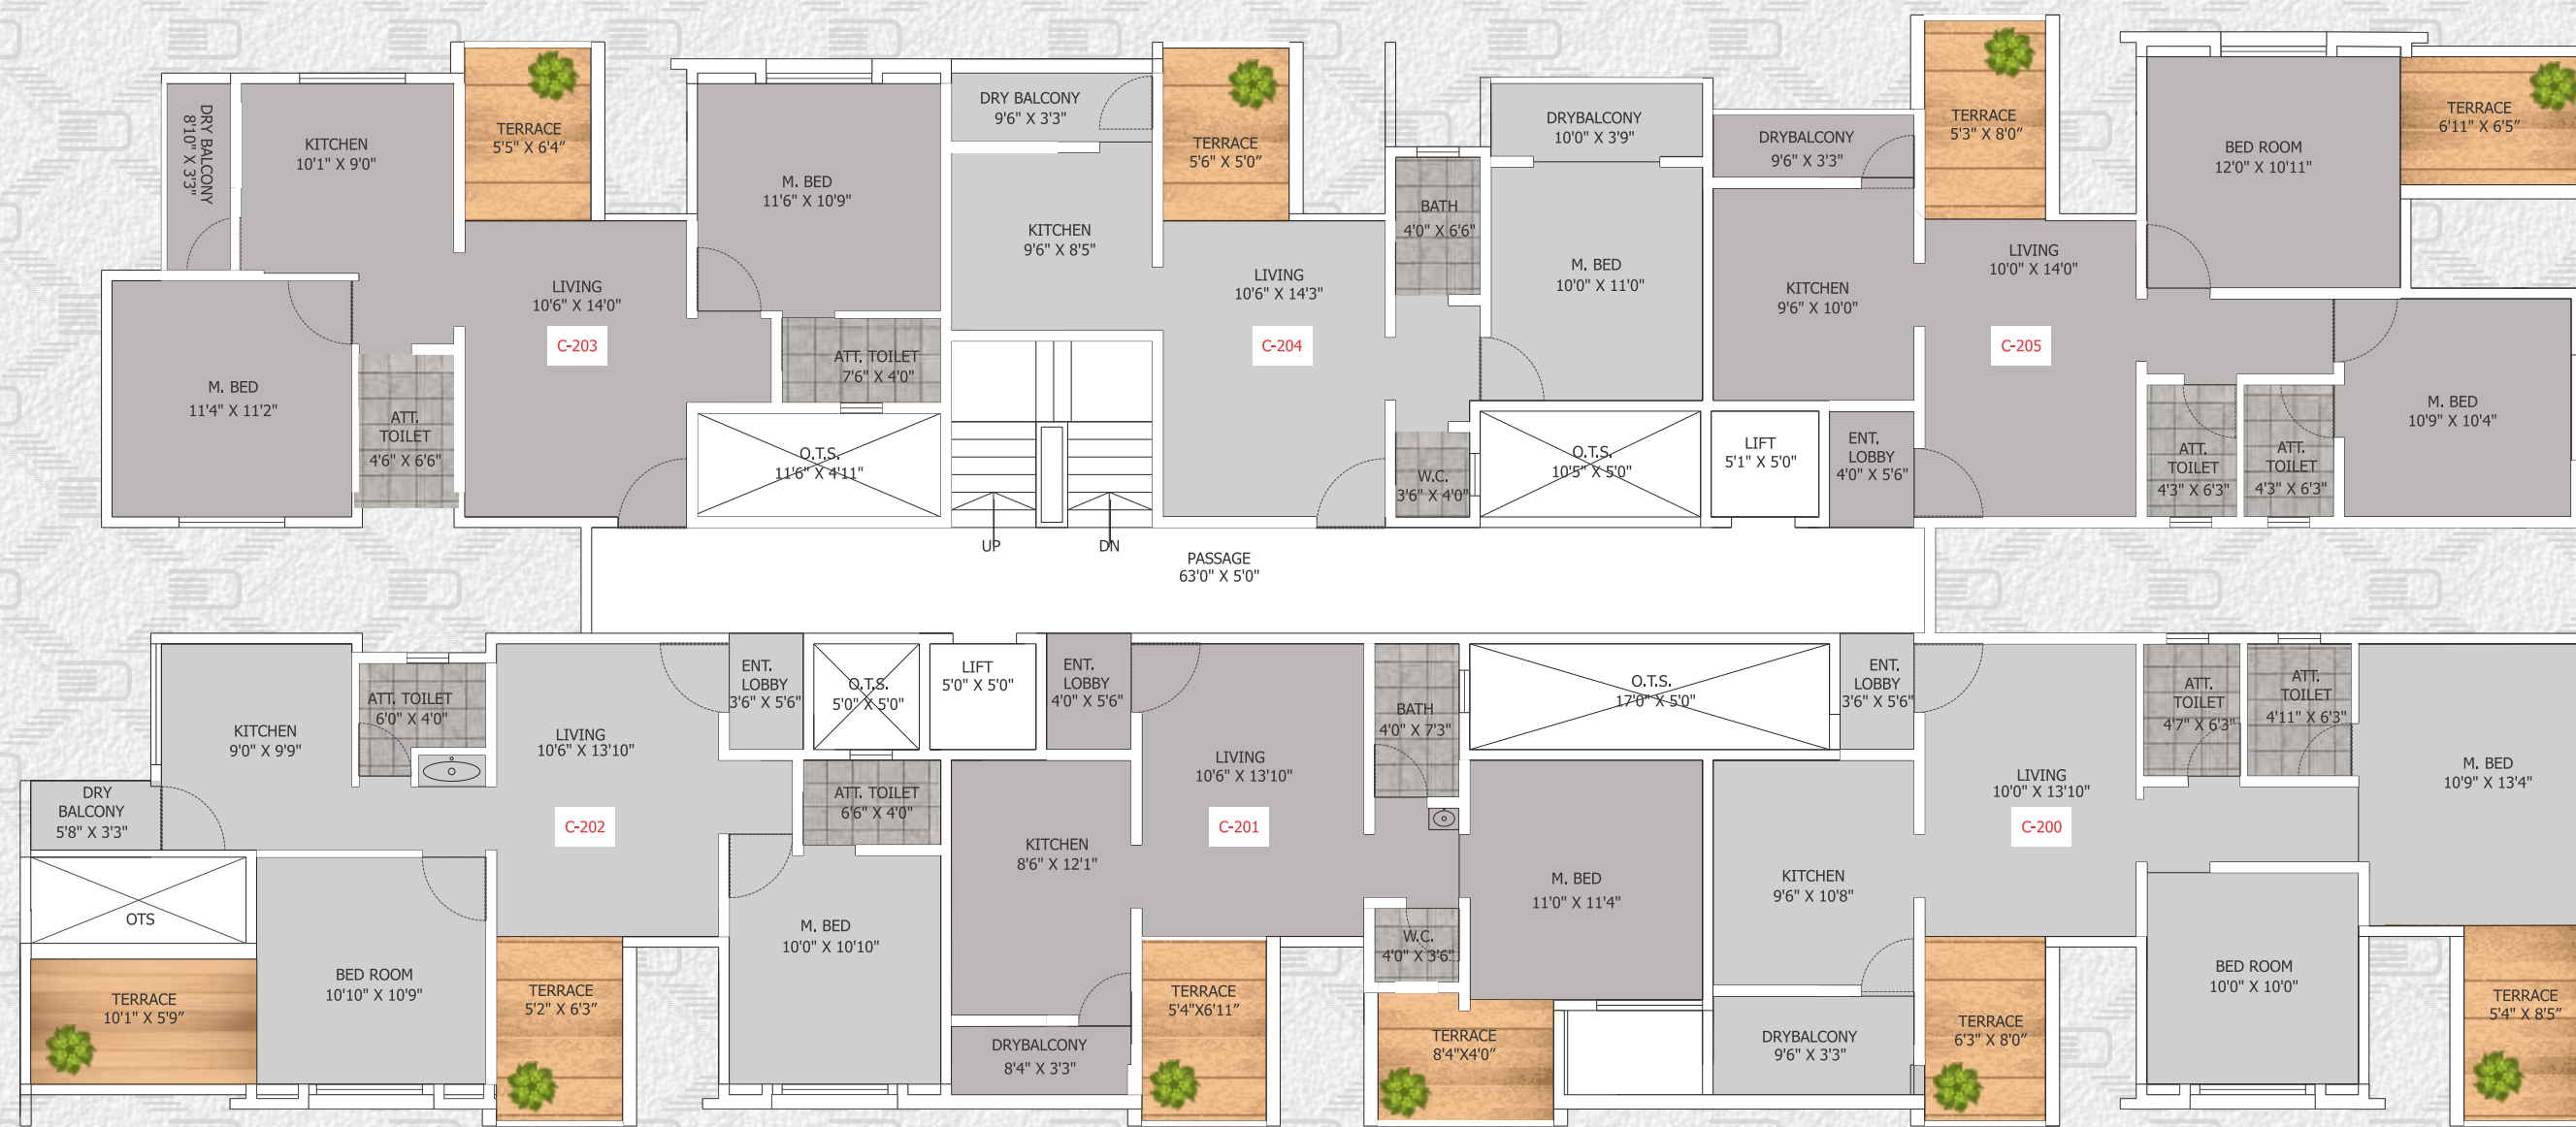 DRY BALCONY
8'10" X 3'3"
KITCHEN
10'1" X 9'0"
TERRACE
5'5" X 6'4"
M. BED
11'4" X 11'2"
ATT.
TOILET
4'6" X 6'6"
LIVING
10'6" X 14'0"
C-203
M. BED
11'6" X 10'9"
ATT. TOILET
7'6" X 4'0"
O.T.S.
11'6" X 4'11"
DRY BALCONY
9'6" X 3'3"
KITCHEN
9'6" X 8'5"
TERRACE
5'6" X 5'0"
LIVING
10'6" X 14'3"
C-204
BATH
4'0" X 6'6"
W.C.
3'6" X 4'0"
DRYBALCONY
10'0" X 3'9"
M. BED
10'0" X 11'0"
O.T.S.
10'5" X 5'0"
LIFT
5'1" X 5'0"
DRYBALCONY
9'6" X 3'3"
KITCHEN
9'6" X 10'0"
ENT.
LOBBY
4'0" X 5'6"
TERRACE
5'3" X 8'0"
LIVING
10'0" X 14'0"
C-205
BED ROOM
12'0" X 10'11"
TERRACE
6'11" X 6'5"
ATT.
TOILET
4'3" X 6'3"
ATT.
TOILET
4'3" X 6'3"
M. BED
10'9" X 10'4"
UP
DN
PASSAGE
63'0" X 5'0"
KITCHEN
9'0" X 9'9"
ATT. TOILET
6'0" X 4'0"
DRY
BALCONY
5'8" X 3'3"
OTS
TERRACE
10'1" X 5'9"
BED ROOM
10'10" X 10'9"
LIVING
10'6" X 13'10"
C-202
TERRACE
5'2" X 6'3"
ENT.
LOBBY
3'6" X 5'6"
O.T.S.
5'0" X 5'0"
LIFT
5'0" X 5'0"
ATT. TOILET
6'6" X 4'0"
M. BED
10'0" X 10'10"
ENT.
LOBBY
4'0" X 5'6"
KITCHEN
8'6" X 12'1"
DRYBALCONY
8'4" X 3'3"
LIVING
10'6" X 13'10"
C-201
TERRACE
5'4"X6'11"
BATH
4'0" X 7'3"
W.C.
4'0" X 3'6"
TERRACE
8'4"X4'0"
O.T.S.
17'0" X 5'0"
M. BED
11'0" X 11'4"
ENT.
LOBBY
3'6" X 5'6"
KITCHEN
9'6" X 10'8"
DRYBALCONY
9'6" X 3'3"
LIVING
10'0" X 13'10"
C-200
TERRACE
6'3" X 8'0"
ATT.
TOILET
4'7" X 6'3"
ATT.
TOILET
4'11" X 6'3"
M. BED
10'9" X 13'4"
BED ROOM
10'0" X 10'0"
TERRACE
5'4" X 8'5"